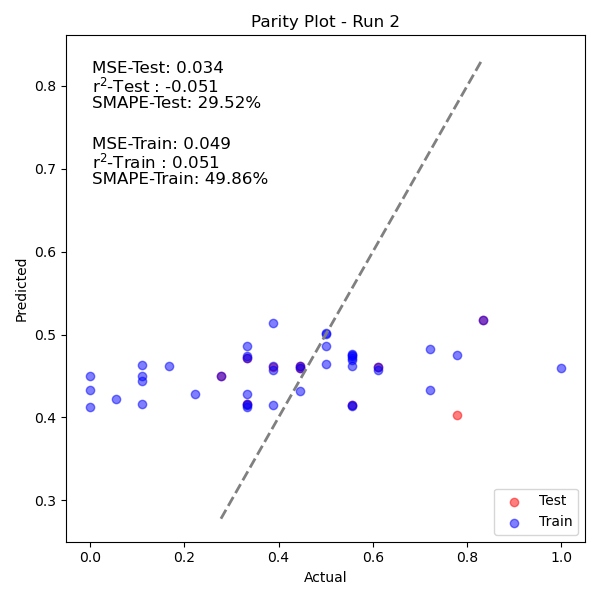 Parity Plot - Run 2
MSE-Test: 0.034
r²-Test : -0.051
SMAPE-Test: 29.52%
MSE-Train: 0.049
r²-Train : 0.051
SMAPE-Train: 49.86%
Predicted
0.8
0.7
0.6
0.5
0.4
0.3
Test
Train
0.0 0.2 0.4 0.6 0.8 1.0
Actual